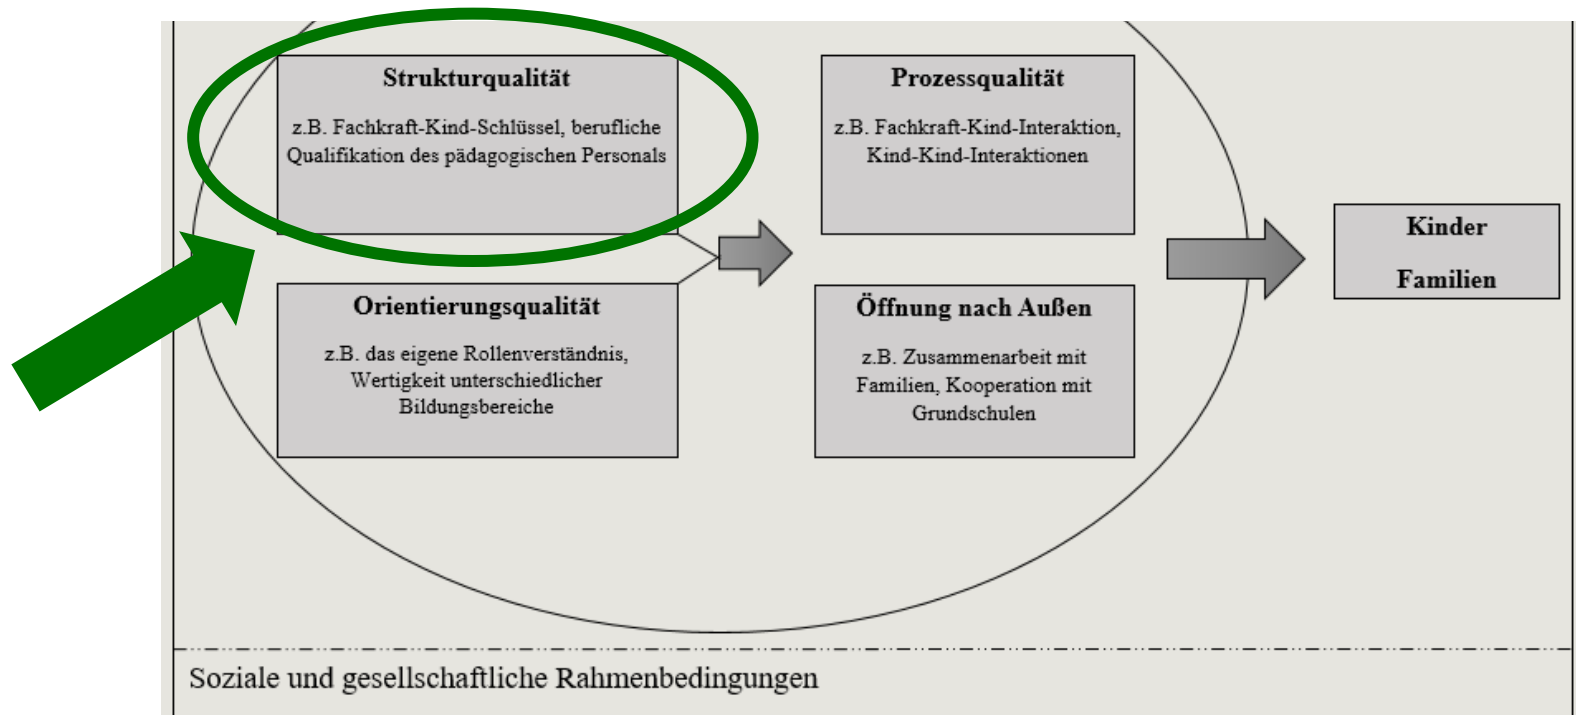 Strukturqualität
z.B. Fachkraft-Kind-Schlüssel, berufliche
Qualifikation des pädagogischen Personals
Prozessqualität
z.B. Fachkraft-Kind-Interaktion,
Kind-Kind-Interaktionen
Orientierungsqualität
z.B. das eigene Rollenverständnis,
Wertigkeit unterschiedlicher
Bildungsbereiche
Öffnung nach Außen
z.B. Zusammenarbeit mit
Familien, Kooperation mit
Grundschulen
Kinder
Familien
Soziale und gesellschaftliche Rahmenbedingungen